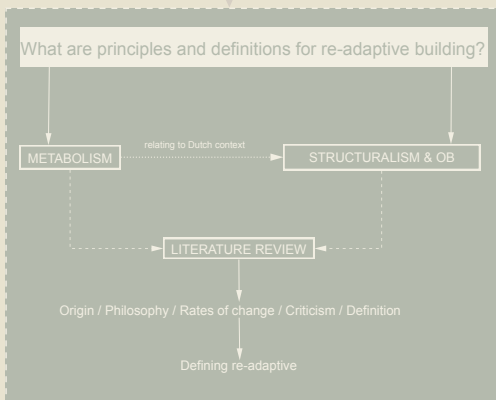 What are principles and definitions for re-adaptive building?
relating to Dutch context
METABOLISM
STRUCTURALISM & OB
LITERATURE REVIEW
Origin / Philosophy / Rates of change / Criticism / Definition
Defining re-adaptive